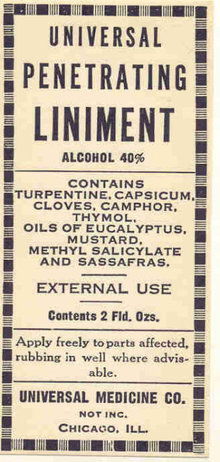 UNIVERSAL
PENETRATING
LINIMENT
ALCOHOL 40%
CONTAINS
TURPENTINE, CAPSICUM,
CLOVES, CAMPHOR,
THYMOL,
OILS OF EUCALYPTUS,
MUSTARD,
METHYL SALICYLATE
AND SASSAFRAS.
EXTERNAL USE
Contents 2 Fld. Ozs.
Apply freely to parts affected,
rubbing in well where advis-
able.
UNIVERSAL MEDICINE CO.
NOT INC.
CHICAGO, ILL.